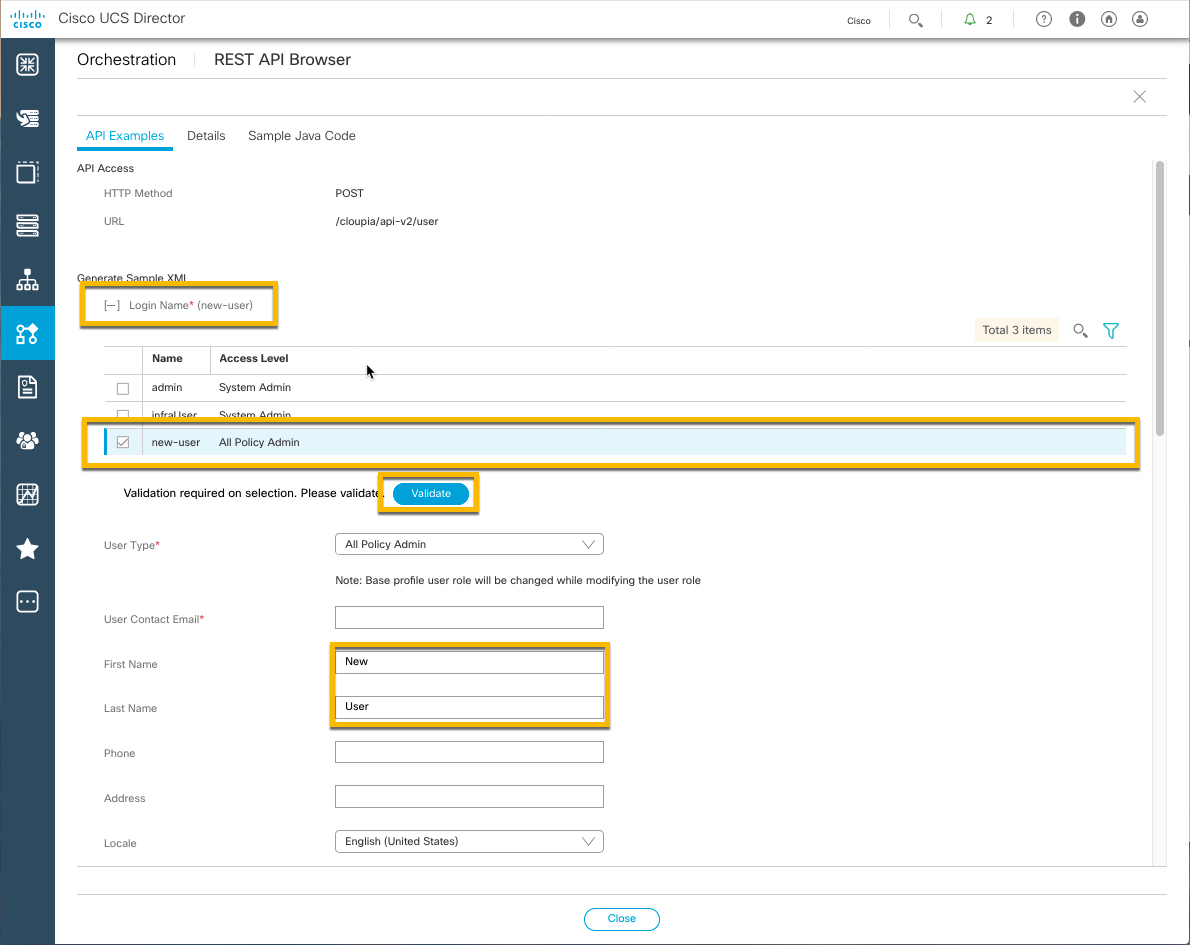 cisco
Cisco UCS Director
Cisco
2
Orchestration
REST API Browser
API Examples
Details
Sample Java Code
API Access
HTTP Method
POST
URL
/cloupia/api-v2/user
Generate Sample XML
[—] Login Name* (new-user)
Total 3 items
Name
Access Level
admin
System Admin
infraUser
System Admin
new-user
All Policy Admin
Validation required on selection. Please validate.
Validate
User Type*
All Policy Admin
Note: Base profile user role will be changed while modifying the user role
User Contact Email*
First Name
New
Last Name
User
Phone
Address
Locale
English (United States)
Close